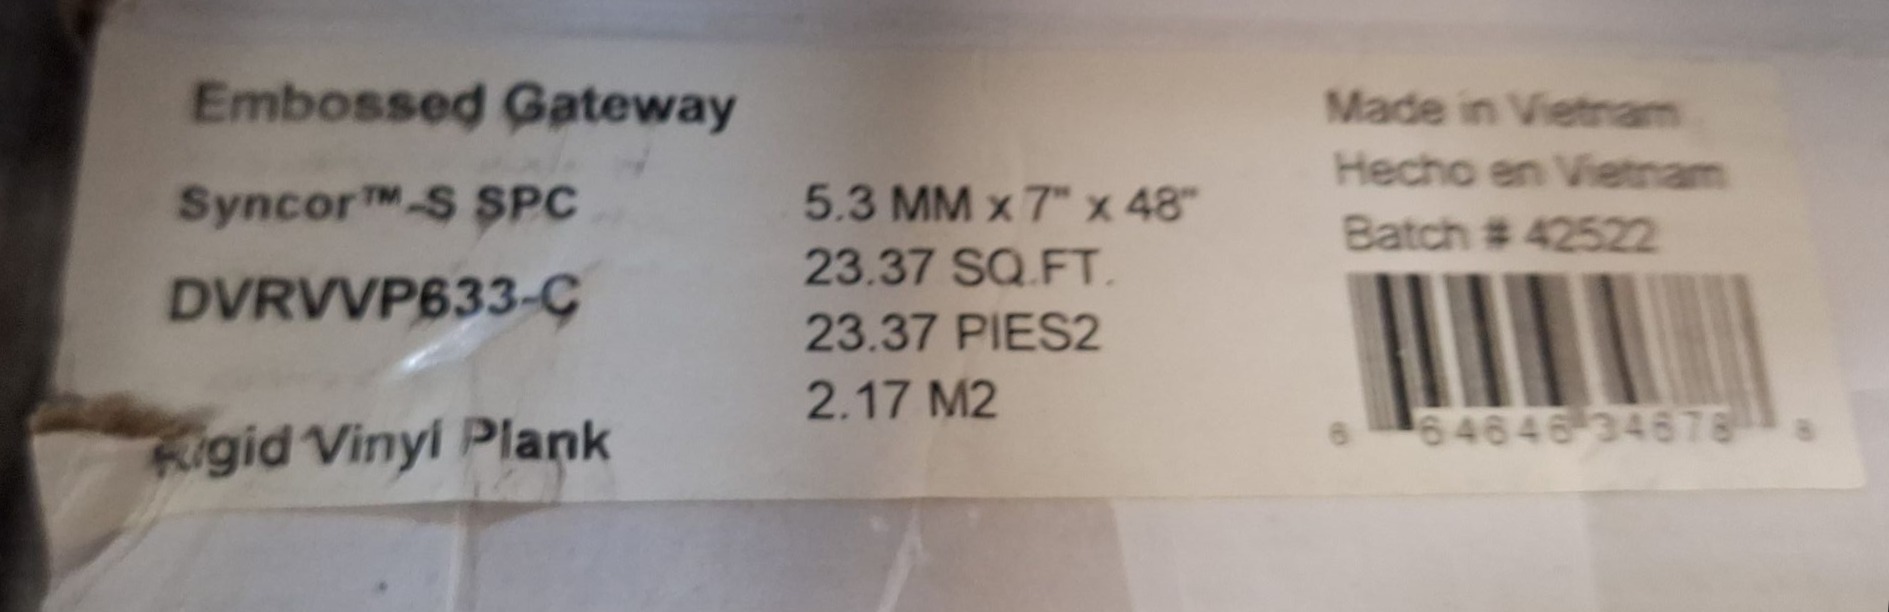 Embossed Gateway
Syncor™-S SPC
DVRVVP633-C
Rigid Vinyl Plank
5.3 MM x 7" x 48"
23.37 SQ.FT.
23.37 PIES2
2.17 M2
Made in Vietnam
Hecho en Vietnam
Batch # 42522
6 64646 34678 8